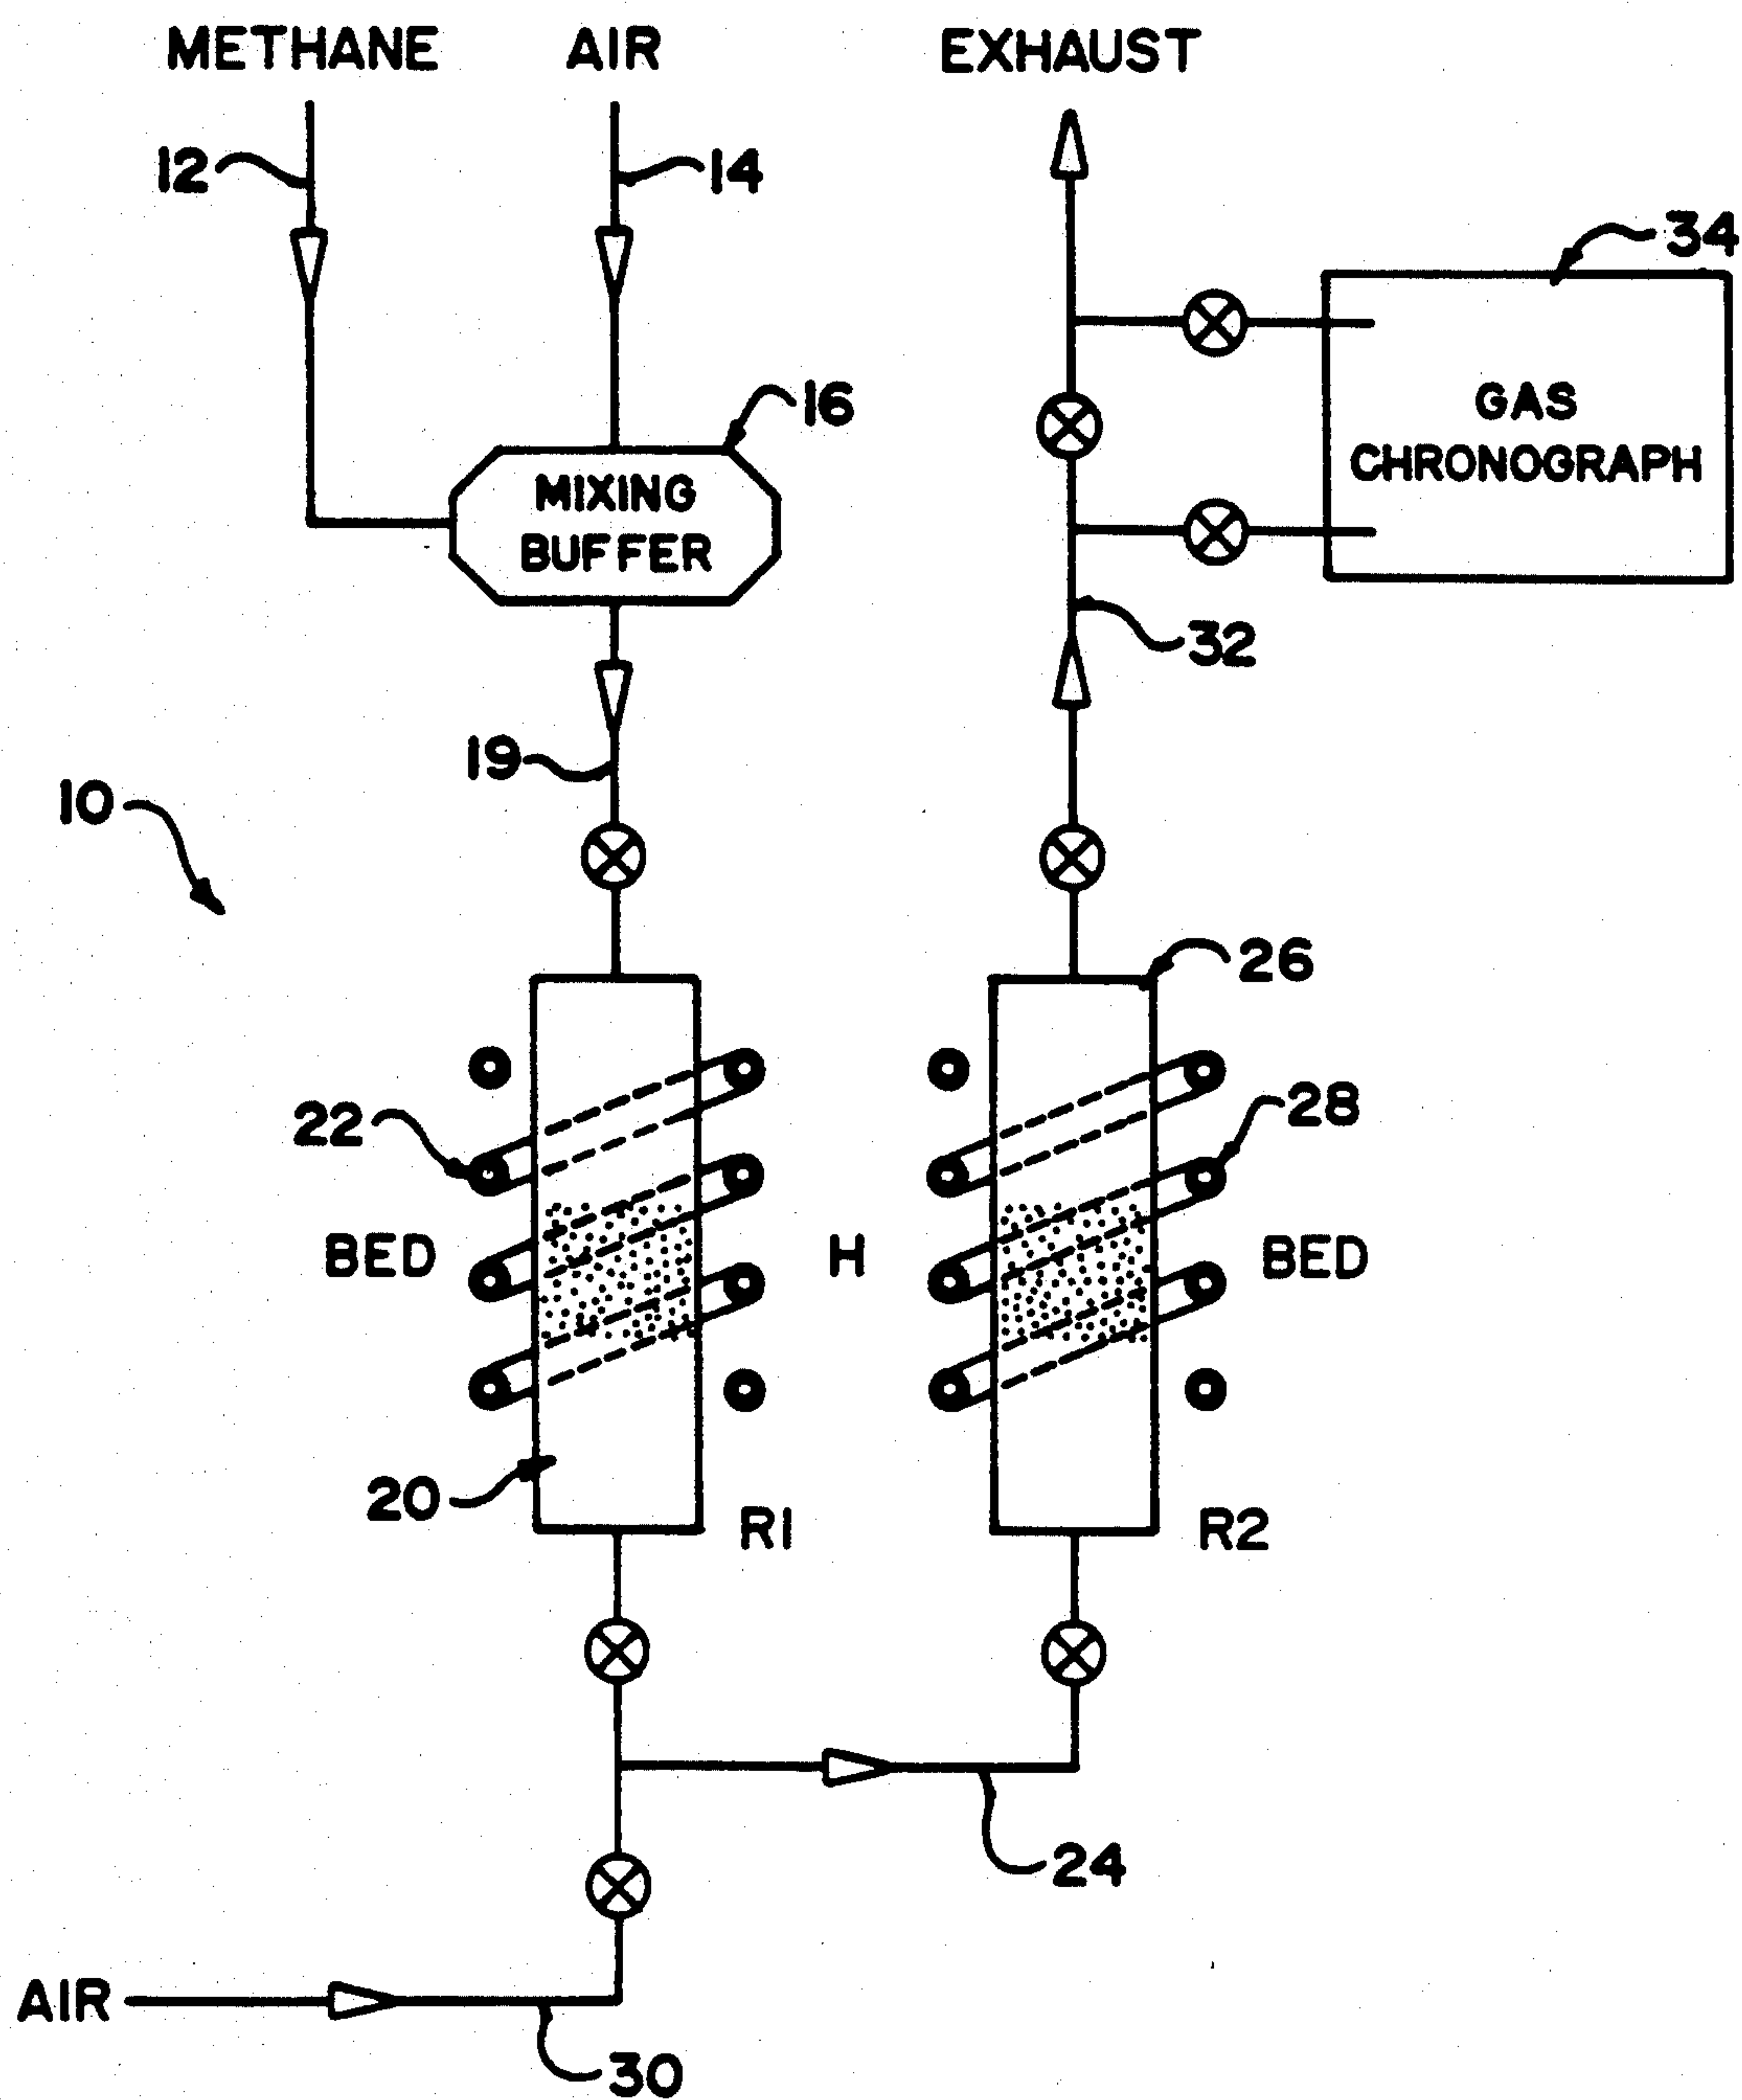 METHANE AIR EXHAUST
12 14
34
16
GAS
CHRONOGRAPH
MIXING
BUFFER
32
19
10
26
22 28
BED H BED
20 R1 R2
24
AIR
30